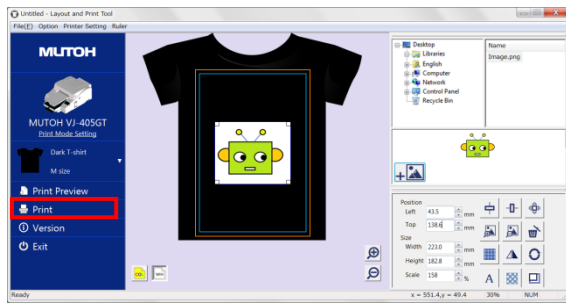 Untitled - Layout and Print Tool
File(F) Option Printer Setting Ruler
MUTOH
MUTOH VJ-405GT
Print Mode Setting
Dark T-shirt
M size
Print Preview
Print
Version
Exit
Desktop
Libraries
English
Computer
Network
Control Panel
Recycle Bin
Name
Image.png
Position
Left 43.5 mm
Top 138.6 mm
Size
Width 223.0 mm
Height 182.8 mm
Scale 158 %
A
Ready
x = 551.4,y = 49.4 30% NUM